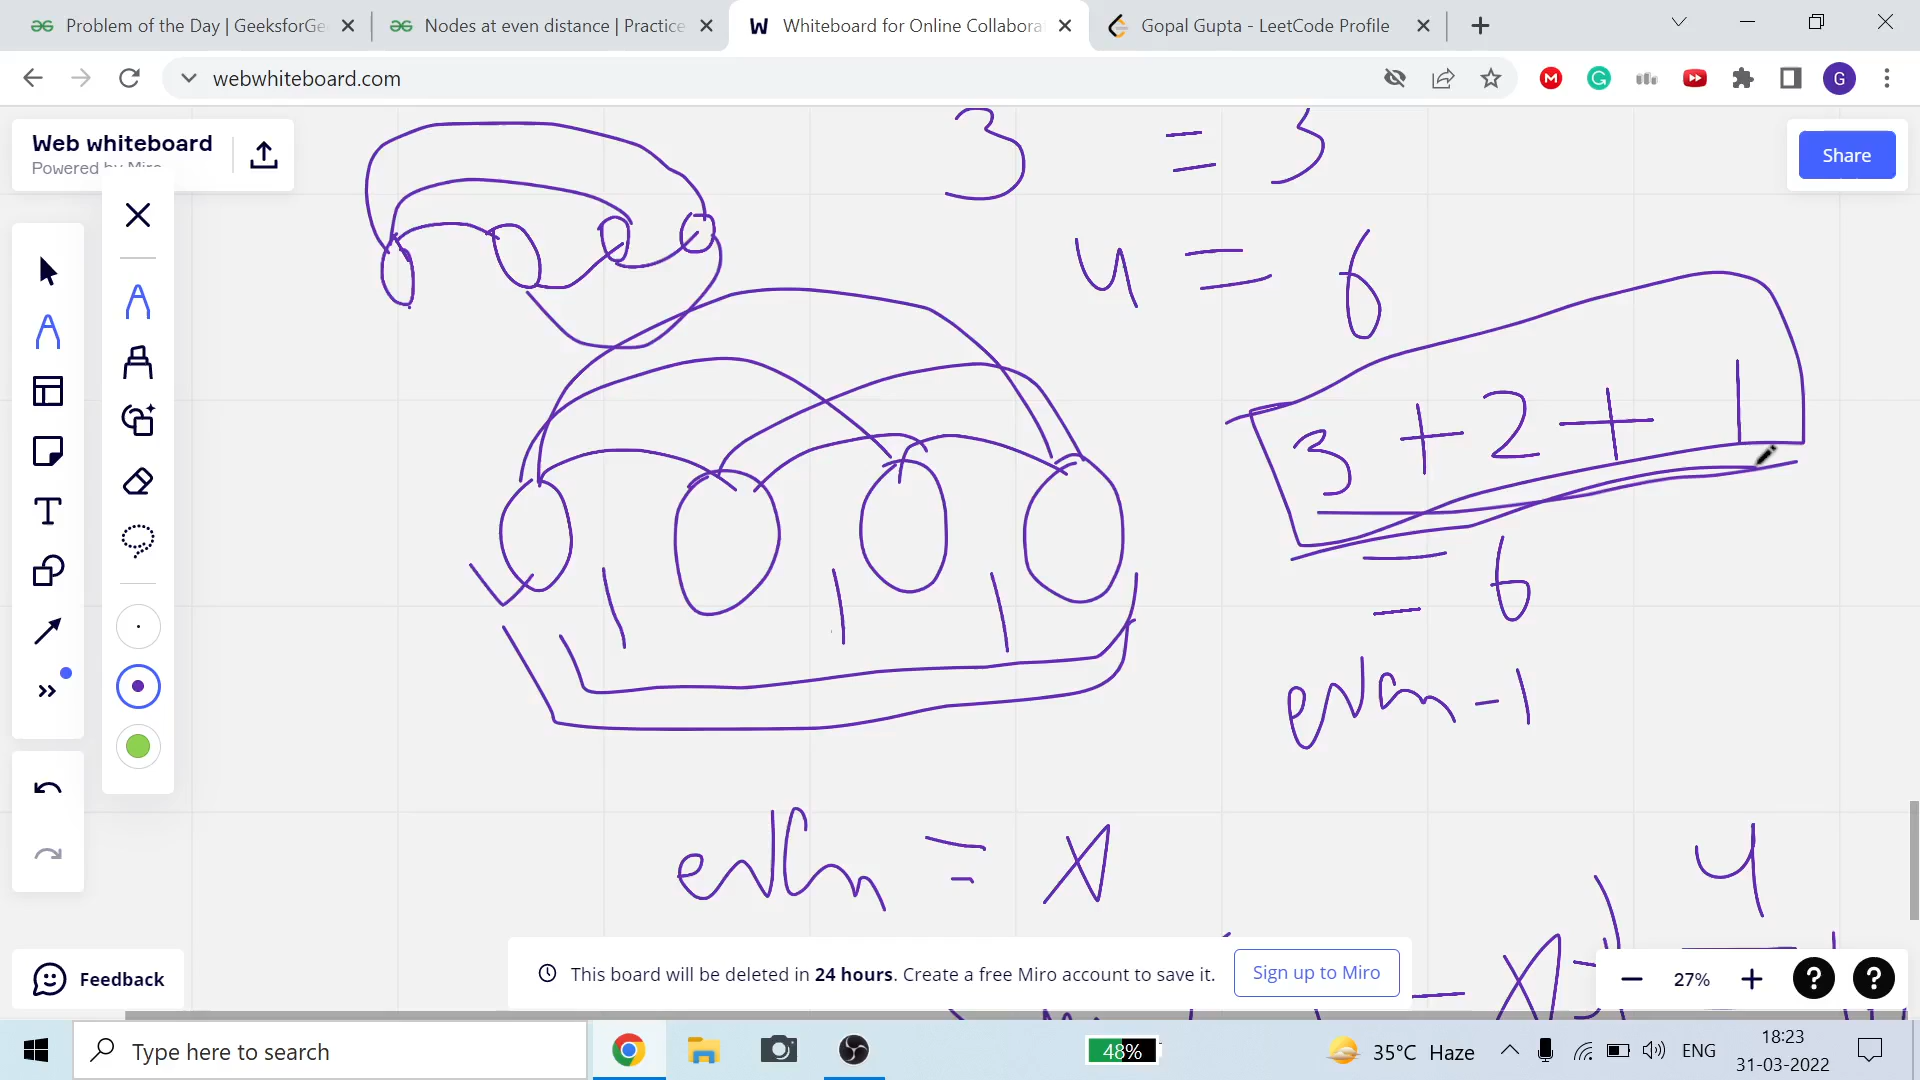 Problem of the Day | GeeksforGe
Nodes at even distance | Practice
Whiteboard for Online Collabora
Gopal Gupta - LeetCode Profile
webwhiteboard.com
G
Web whiteboard
Powered by Miro
Share
3 = 3
4 = 6
3 + 2 + 1
= 6
even - 1
even = x
4
Feedback
This board will be deleted in 24 hours. Create a free Miro account to save it.
Sign up to Miro
27%
Type here to search
48%
35°C Haze
ENG
18:23
31-03-2022